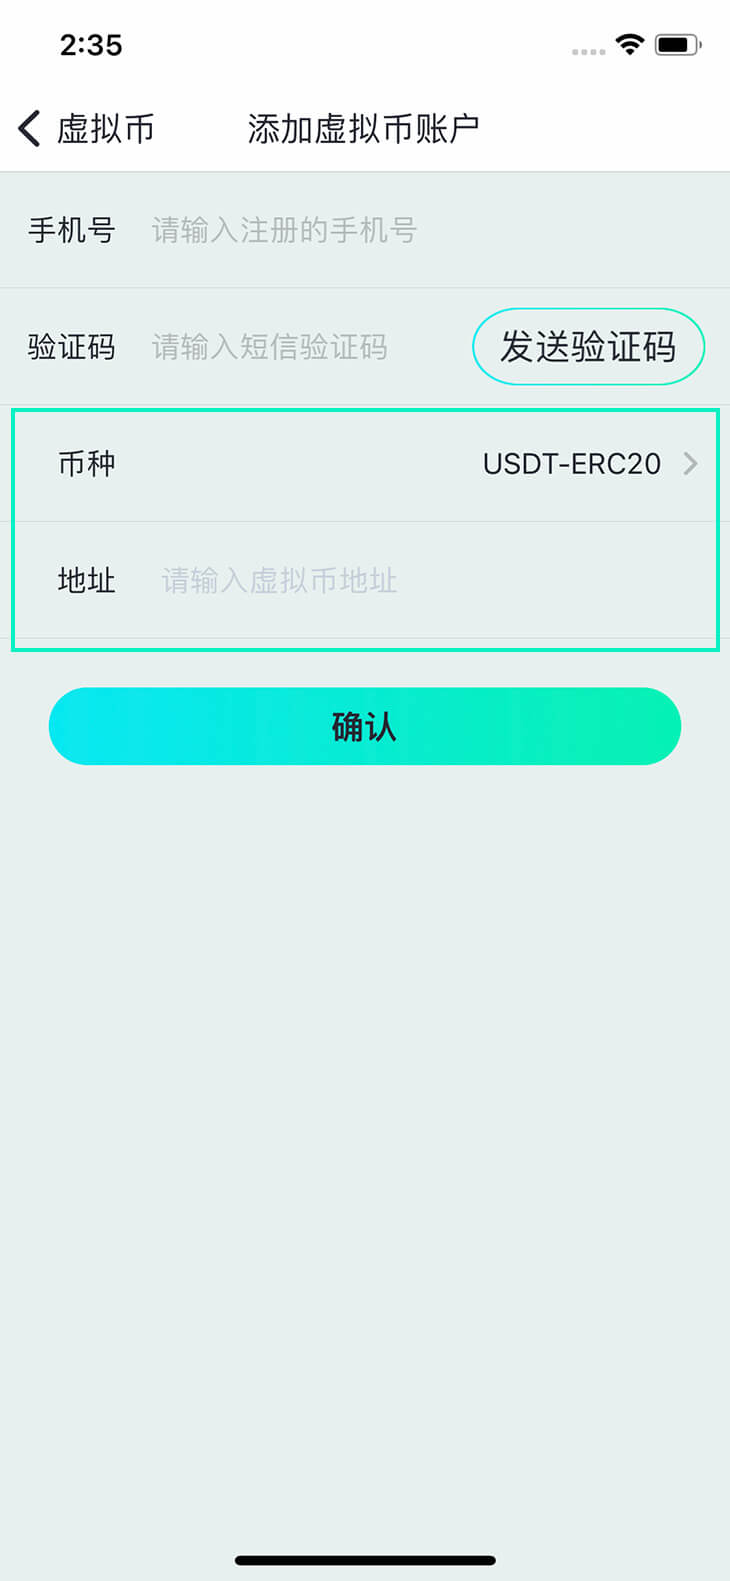 2:35
虚拟币 添加虚拟币账户
手机号 请输入注册的手机号
验证码 请输入短信验证码 发送验证码
币种 USDT-ERC20
地址 请输入虚拟币地址
确认